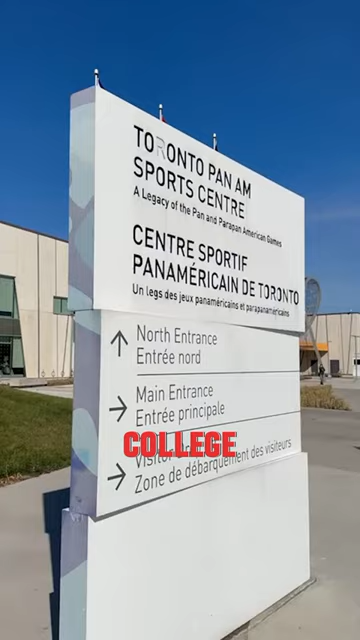 TORONTO PAN AM
SPORTS CENTRE
A Legacy of the Pan and Parapan American Games
CENTRE SPORTIF
PANAMÉRICAIN DE TORONTO
Un legs des jeux panaméricains et parapanaméricains
North Entrance
Entrée nord
Main Entrance
Entrée principale
Visitor
COLLEGE
Zone de débarquement des visiteurs